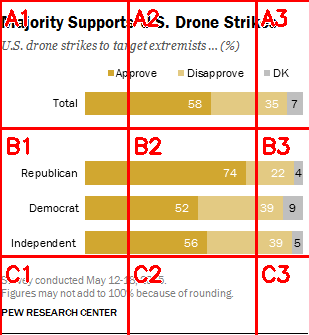 Majority Supports U.S. Drone Strikes
U.S. drone strikes to target extremists ... (%)
Approve Disapprove DK
Total 58 35 7
Republican 74 22 4
Democrat 52 39 9
Independent 56 39 5
Survey conducted May 12-18, 2015.
Figures may not add to 100% because of rounding.
PEW RESEARCH CENTER
A1 A2 A3
B1 B2 B3
C1 C2 C3